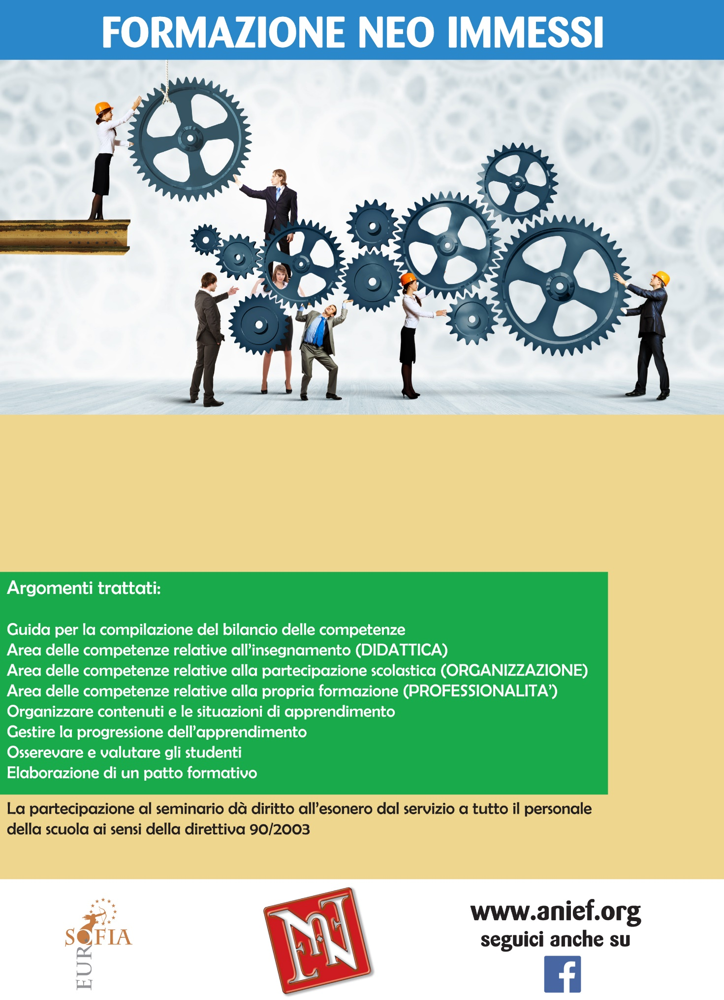 FORMAZIONE NEO IMMESSI
Argomenti trattati:
Guida per la compilazione del bilancio delle competenze
Area delle competenze relative all’insegnamento (DIDATTICA)
Area delle competenze relative alla partecipazione scolastica (ORGANIZZAZIONE)
Area delle competenze relative alla propria formazione (PROFESSIONALITA’)
Organizzare contenuti e le situazioni di apprendimento
Gestire la progressione dell’apprendimento
Osserevare e valutare gli studenti
Elaborazione di un patto formativo
La partecipazione al seminario dà diritto all’esonero dal servizio a tutto il personale
della scuola ai sensi della direttiva 90/2003
SOFIA
EUR
www.anief.org
seguici anche su
f